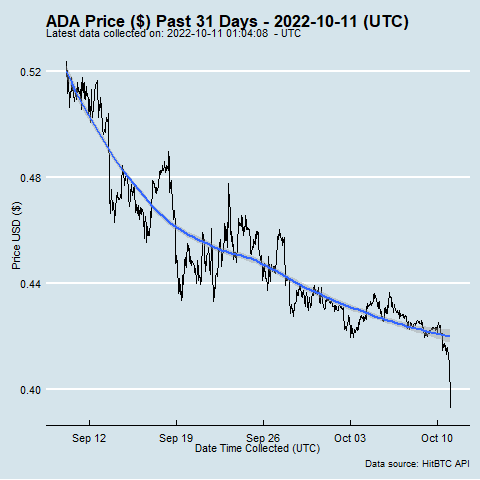 ADA Price ($) Past 31 Days - 2022-10-11 (UTC)
Latest data collected on: 2022-10-11 01:04:08 - UTC
0.52
0.48
0.44
0.40
Price USD ($)
Sep 12 Sep 19 Sep 26 Oct 03 Oct 10
Date Time Collected (UTC)
Data source: HitBTC API